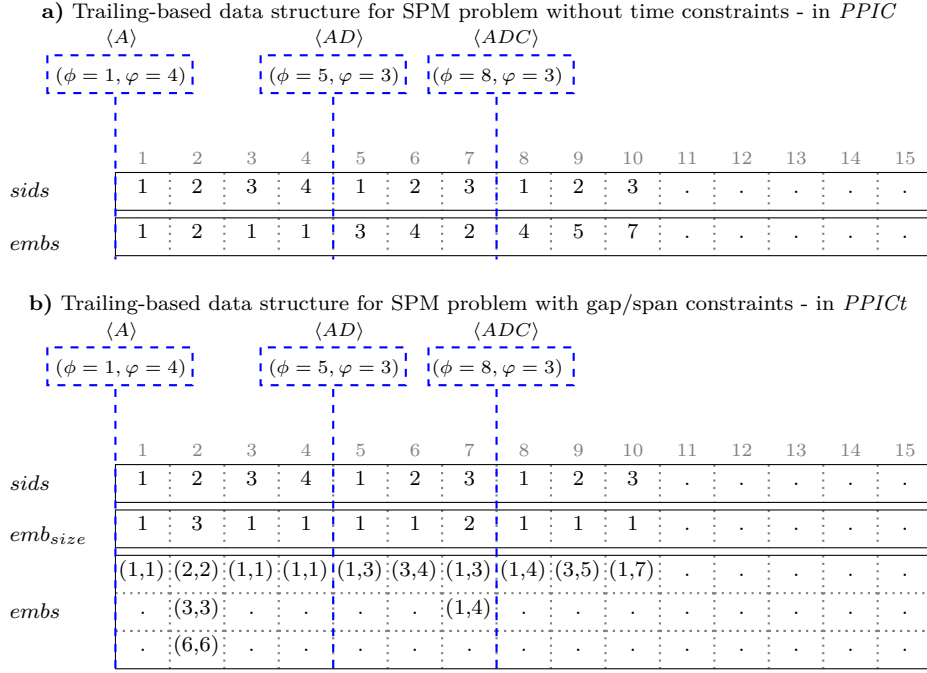 a) Trailing-based data structure for SPM problem without time constraints - in PPIC
⟨A⟩ ⟨AD⟩ ⟨ADC⟩
(ϕ = 1, φ = 4) (ϕ = 5, φ = 3) (ϕ = 8, φ = 3)
1 2 3 4 5 6 7 8 9 10 11 12 13 14 15
sids 1 2 3 4 1 2 3 1 2 3 . . . . .
embs 1 2 1 1 3 4 2 4 5 7 . . . . .
b) Trailing-based data structure for SPM problem with gap/span constraints - in PPICt
⟨A⟩ ⟨AD⟩ ⟨ADC⟩
(ϕ = 1, φ = 4) (ϕ = 5, φ = 3) (ϕ = 8, φ = 3)
1 2 3 4 5 6 7 8 9 10 11 12 13 14 15
sids 1 2 3 4 1 2 3 1 2 3 . . . . .
emb_size 1 3 1 1 1 1 2 1 1 1 . . . . .
(1,1) (2,2) (1,1) (1,1) (1,3) (3,4) (1,3) (1,4) (3,5) (1,7) . . . . .
embs . (3,3) . . . . (1,4) . . . . . . . .
. (6,6) . . . . . . . . . . . . .